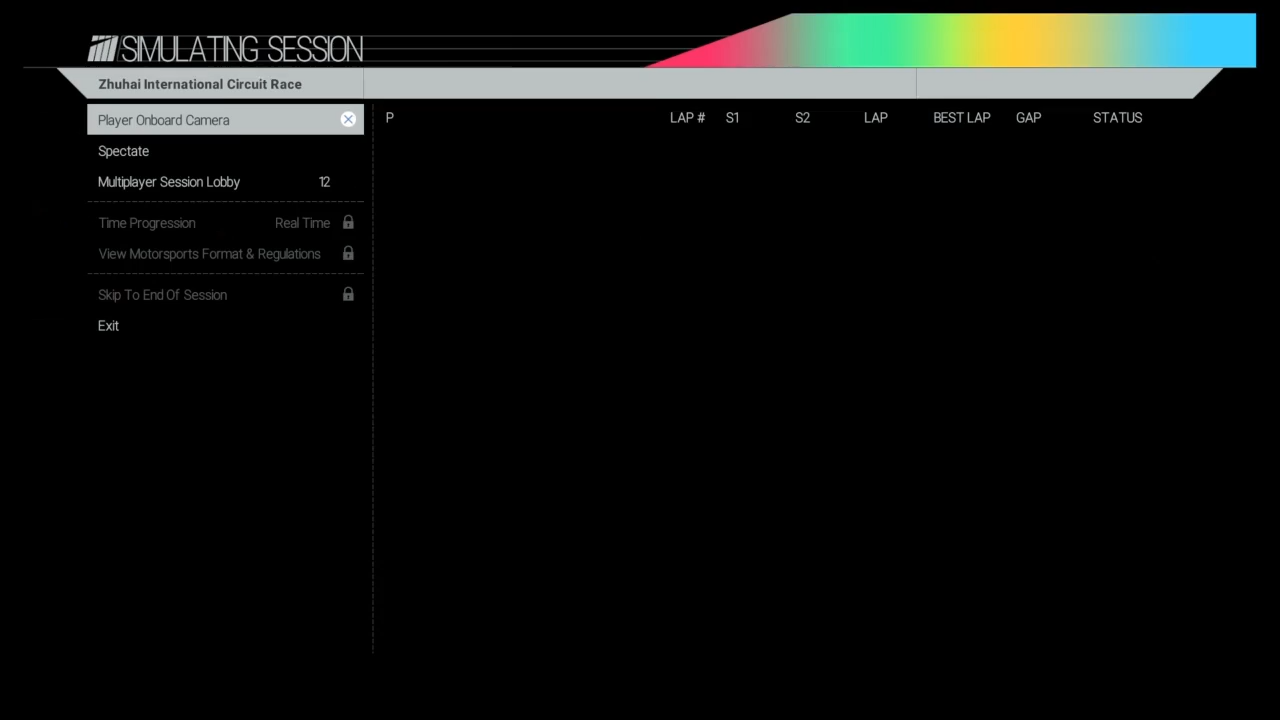 SIMULATING SESSION
Zhuhai International Circuit Race
Player Onboard Camera
P LAP # S1 S2 LAP BEST LAP GAP STATUS
Spectate
Multiplayer Session Lobby 12
Time Progression Real Time
View Motorsports Format & Regulations
Skip To End Of Session
Exit